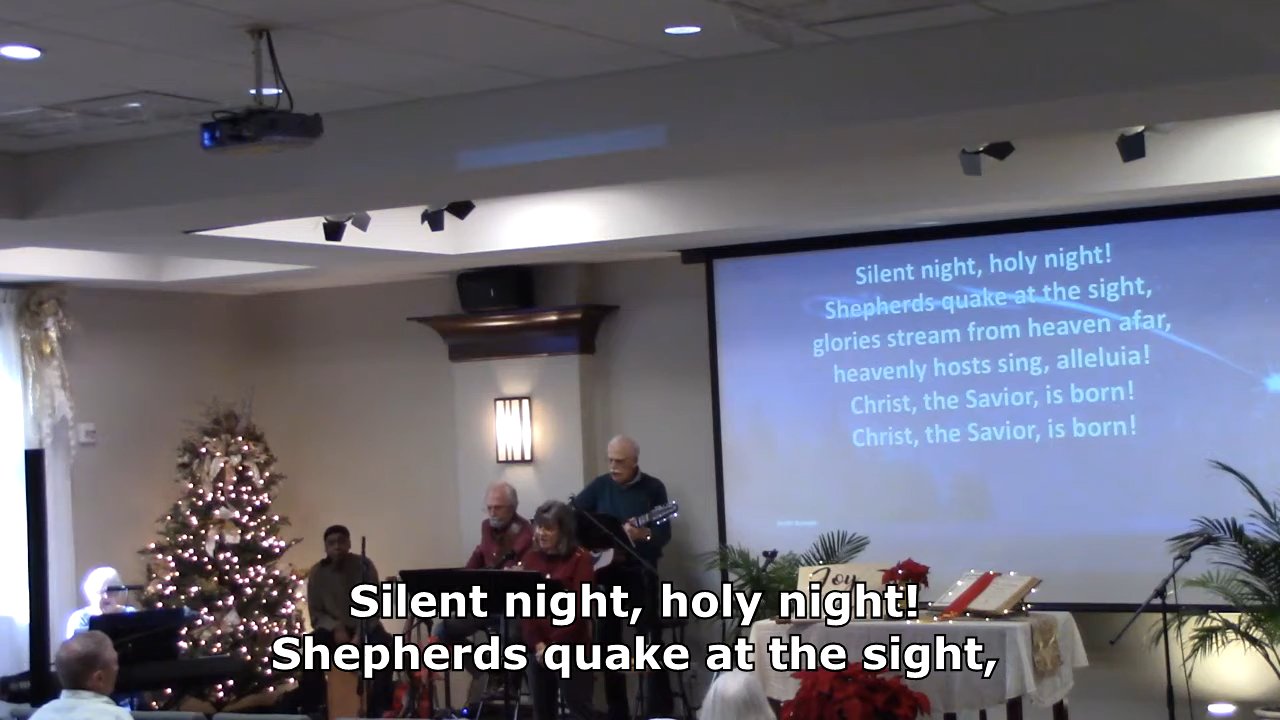 Silent night, holy night!
Shepherds quake at the sight,
glories stream from heaven afar,
heavenly hosts sing, alleluia!
Christ, the Savior, is born!
Christ, the Savior, is born!
Joy
Silent night, holy night!
Shepherds quake at the sight,